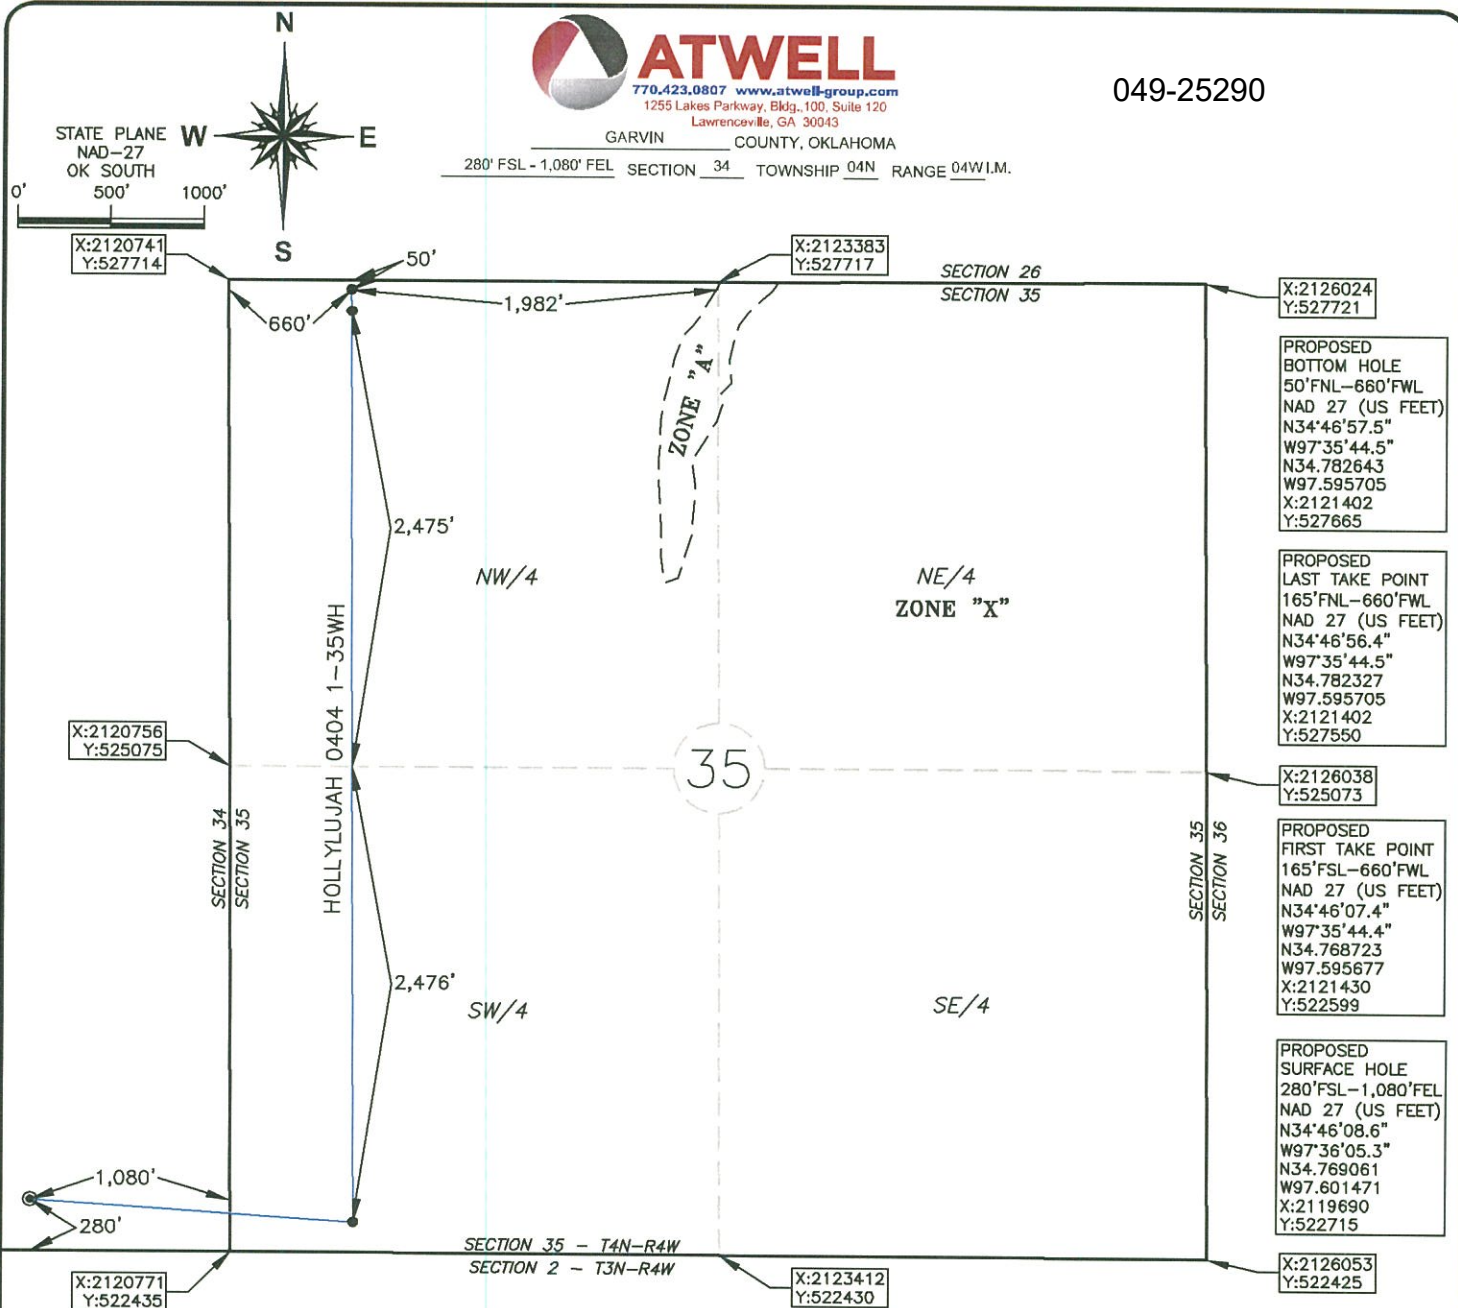 N
W
E
S
STATE PLANE
NAD-27
OK SOUTH
0' 500' 1000'
ATWELL
770.423.0807 www.atwell-group.com
1255 Lakes Parkway, Bldg.,100, Suite 120
Lawrenceville, GA 30043
GARVIN COUNTY, OKLAHOMA
280' FSL - 1,080' FEL SECTION 34 TOWNSHIP 04N RANGE 04W I.M.
049-25290
X:2120741
Y:527714
50'
X:2123383
Y:527717
SECTION 26
SECTION 35
X:2126024
Y:527721
660'
1,982'
ZONE "A"
2,475'
NW/4
NE/4
ZONE "X"
HOLLYLUJAH 0404 1-35WH
PROPOSED
BOTTOM HOLE
50'FNL-660'FWL
NAD 27 (US FEET)
N34°46'57.5"
W97°35'44.5"
N34.782643
W97.595705
X:2121402
Y:527665
PROPOSED
LAST TAKE POINT
165'FNL-660'FWL
NAD 27 (US FEET)
N34°46'56.4"
W97°35'44.5"
N34.782327
W97.595705
X:2121402
Y:527550
X:2120756
Y:525075
35
X:2126038
Y:525073
SECTION 34
SECTION 35
SECTION 35
SECTION 36
PROPOSED
FIRST TAKE POINT
165'FSL-660'FWL
NAD 27 (US FEET)
N34°46'07.4"
W97°35'44.4"
N34.768723
W97.595677
X:2121430
Y:522599
2,476'
SW/4
SE/4
PROPOSED
SURFACE HOLE
280'FSL-1,080'FEL
NAD 27 (US FEET)
N34°46'08.6"
W97°36'05.3"
N34.769061
W97.601471
X:2119690
Y:522715
1,080'
280'
SECTION 35 - T4N-R4W
SECTION 2 - T3N-R4W
X:2120771
Y:522435
X:2123412
Y:522430
X:2126053
Y:522425